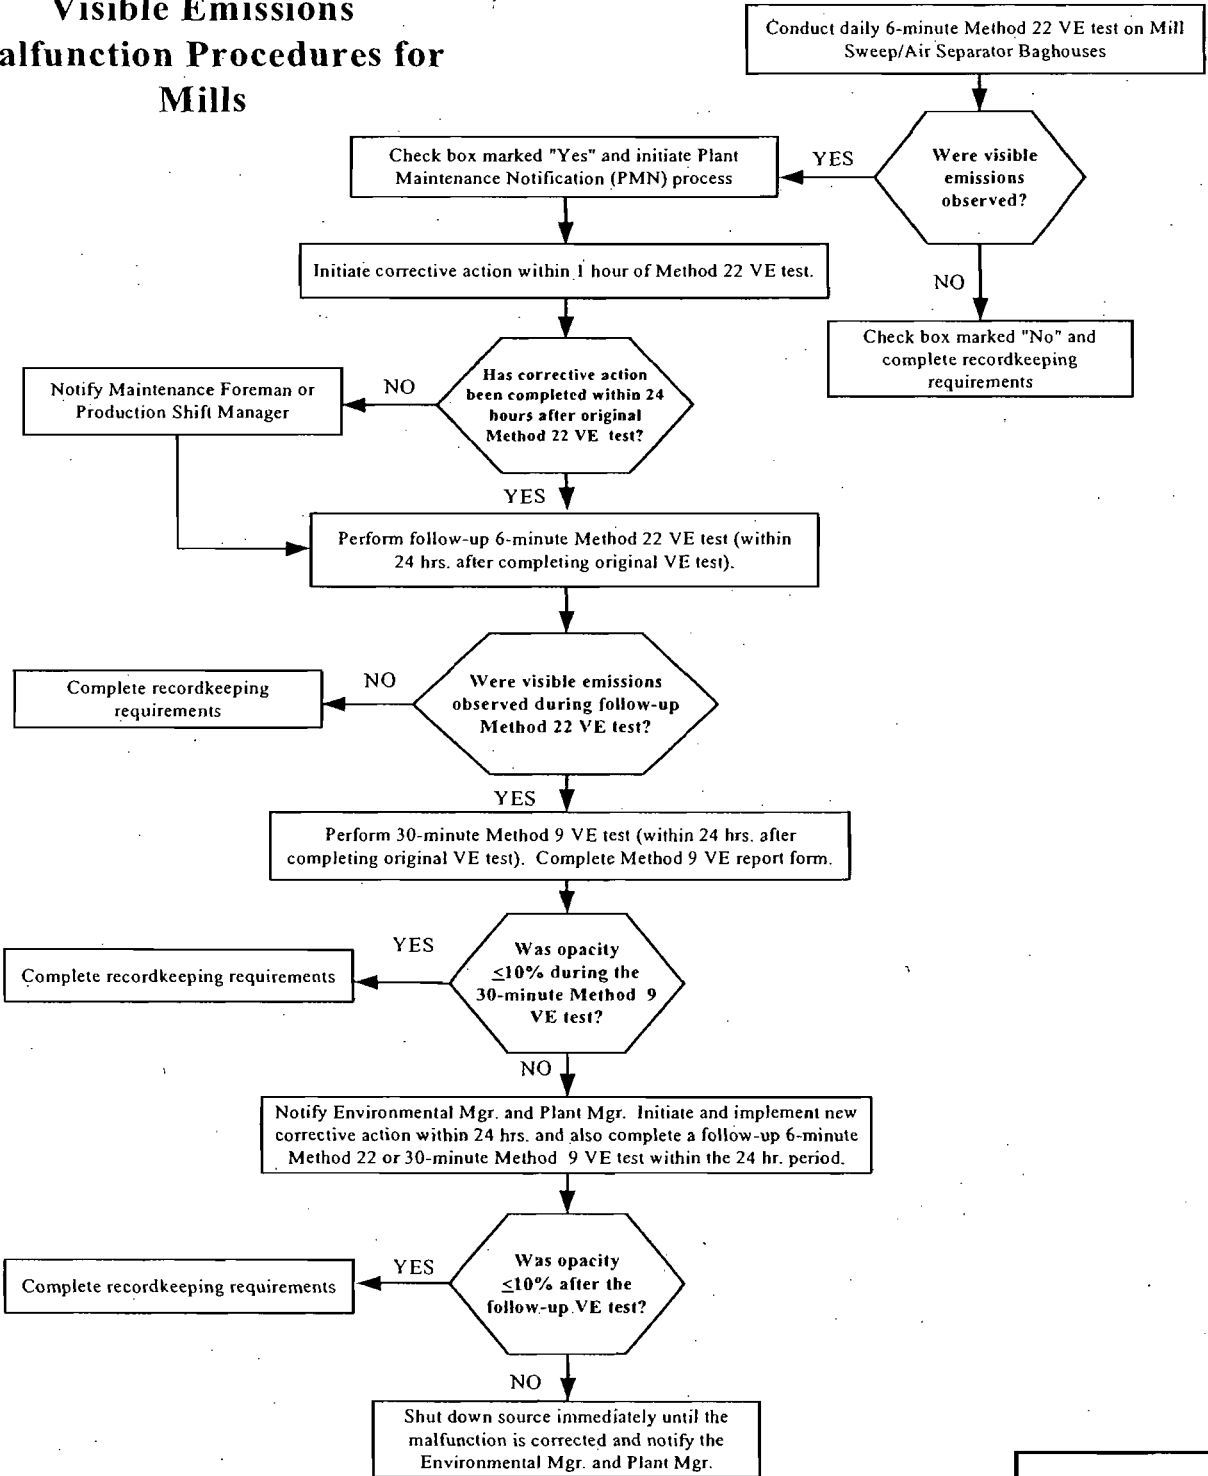 Visible Emissions
alfunction Procedures for
Mills
Conduct daily 6-minute Method 22 VE test on Mill
Sweep/Air Separator Baghouses
Were visible
emissions
observed?
YES
Check box marked "Yes" and initiate Plant
Maintenance Notification (PMN) process
NO
Check box marked "No" and
complete recordkeeping
requirements
Initiate corrective action within 1 hour of Method 22 VE test.
Has corrective action
been completed within 24
hours after original
Method 22 VE test?
NO
Notify Maintenance Foreman or
Production Shift Manager
YES
Perform follow-up 6-minute Method 22 VE test (within
24 hrs. after completing original VE test).
Were visible emissions
observed during follow-up
Method 22 VE test?
NO
Complete recordkeeping
requirements
YES
Perform 30-minute Method 9 VE test (within 24 hrs. after
completing original VE test). Complete Method 9 VE report form.
Was opacity
≤10% during the
30-minute Method 9
VE test?
YES
Complete recordkeeping requirements
NO
Notify Environmental Mgr. and Plant Mgr. Initiate and implement new
corrective action within 24 hrs. and also complete a follow-up 6-minute
Method 22 or 30-minute Method 9 VE test within the 24 hr. period.
Was opacity
≤10% after the
follow-up VE test?
YES
Complete recordkeeping requirements
NO
Shut down source immediately until the
malfunction is corrected and notify the
Environmental Mgr. and Plant Mgr.